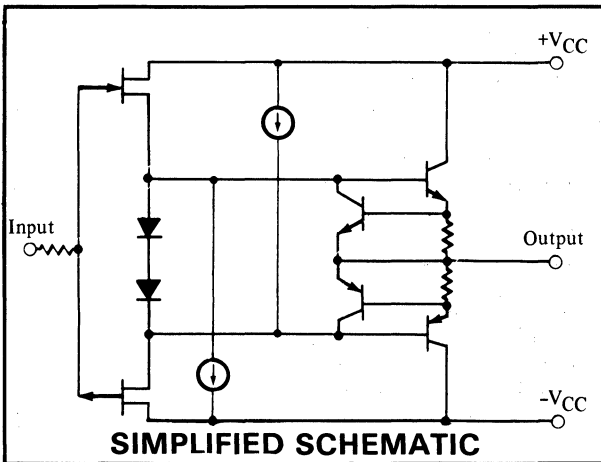 +VCC
Input
Output
-VCC
SIMPLIFIED SCHEMATIC